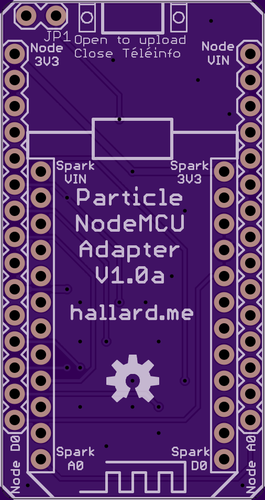 JP1
Open to upload
Close Téléinfo
Node
3V3
Node
VIN
Spark
VIN
Spark
3V3
Particle
NodeMCU
Adapter
V1.0a
hallard.me
Node D0
Spark
A0
Spark
D0
Node A0